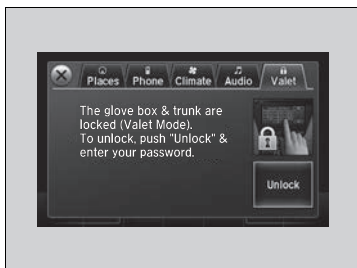 Places Phone Climate Audio Valet
The glove box & trunk are
locked (Valet Mode).
To unlock, push "Unlock" &
enter your password.
Unlock